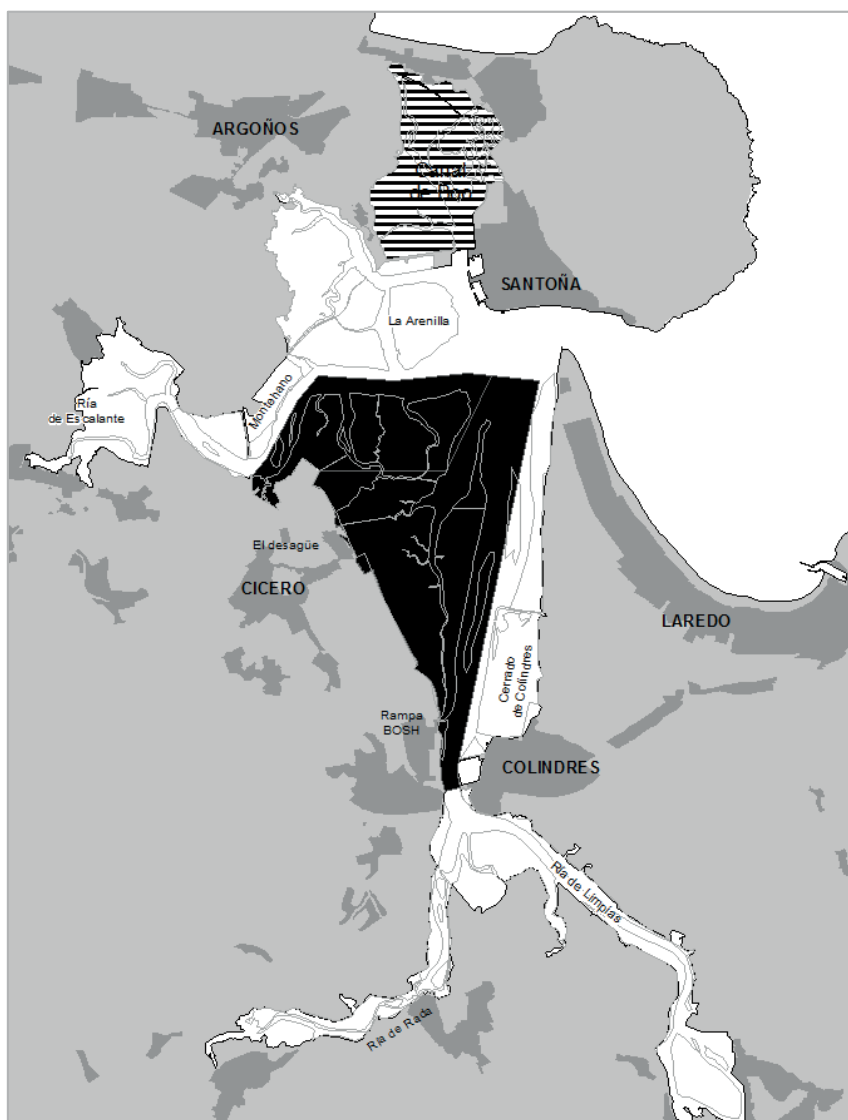 ARGOÑOS
Canal
de
SANTOÑA
La Arenilla
Montehano
Ría
de Escalante
El desagüe
CICERO
LAREDO
Cerrado
de Colindres
Rampa
BOSH
COLINDRES
Ría de Limpias
Ría de Rada